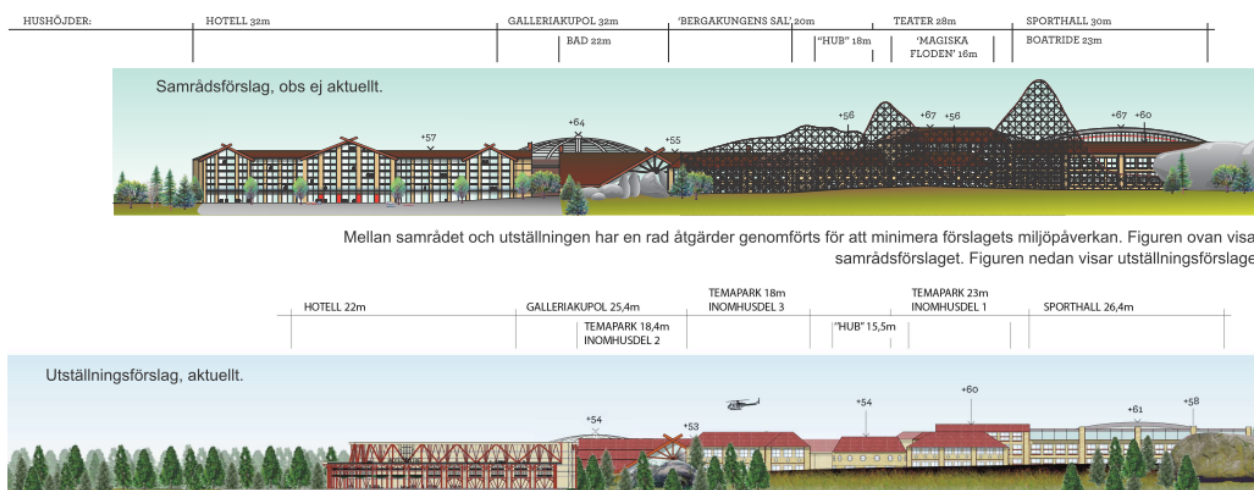 HUSHÖJDER:
HOTELL 32m
GALLERIAKUPOL 32m
'BERGAKUNGENS SAL' 20m
TEATER 28m
SPORTHALL 30m
BAD 22m
"HUB" 18m
'MAGISKA
FLODEN' 16m
BOATRIDE 23m
Samrådsförslag, obs ej aktuellt.
+57
+64
+55
+56
+67
+56
+67
+60
Mellan samrådet och utställningen har en rad åtgärder genomförts för att minimera förslagets miljöpåverkan. Figuren ovan visa
samrådsförslaget. Figuren nedan visar utställningsförslage
HOTELL 22m
GALLERIAKUPOL 25,4m
TEMAPARK 18m
INOMHUSDEL 3
TEMAPARK 23m
INOMHUSDEL 1
SPORTHALL 26,4m
TEMAPARK 18,4m
INOMHUSDEL 2
"HUB" 15,5m
Utställningsförslag, aktuellt.
+54
+53
+54
+60
+61
+58